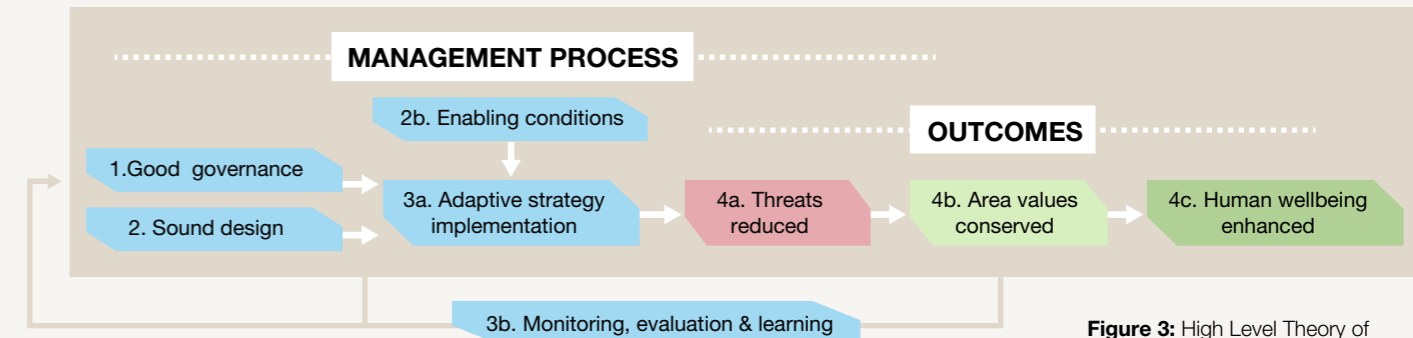 MANAGEMENT PROCESS
2b. Enabling conditions
OUTCOMES
1.Good governance
2. Sound design
3a. Adaptive strategy
implementation
4a. Threats
reduced
4b. Area values
conserved
4c. Human wellbeing
enhanced
3b. Monitoring, evaluation & learning
Figure 3: High Level Theory of